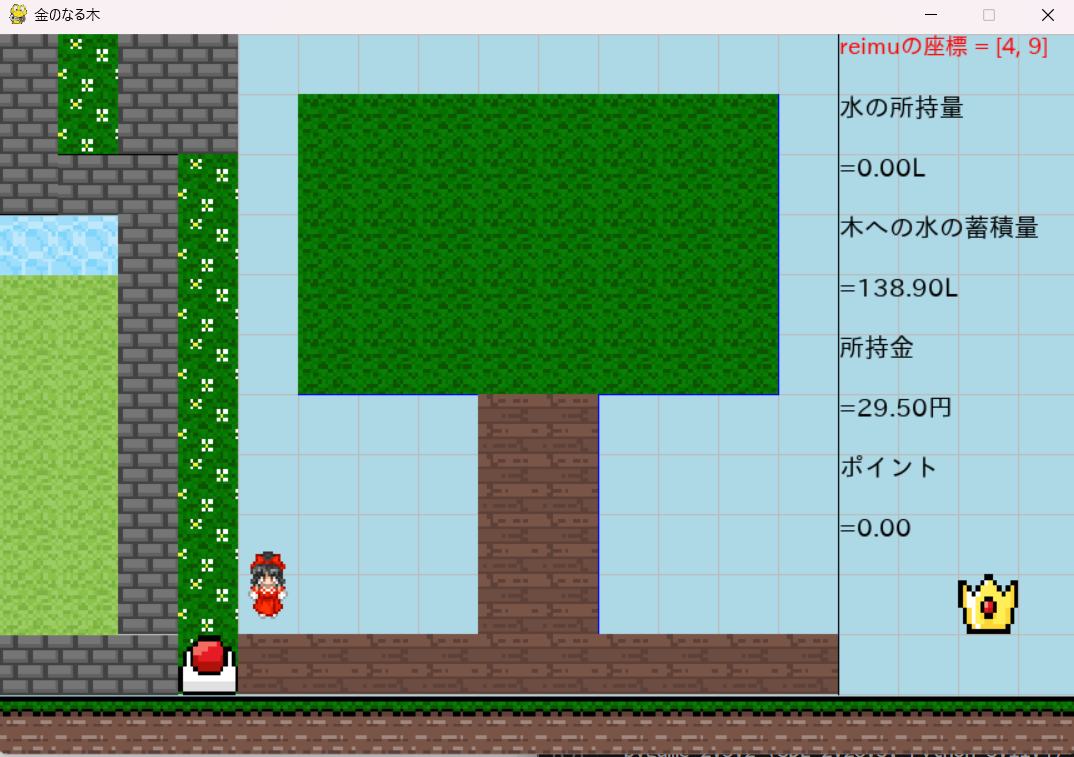 金のなる木
reimuの座標 = [4, 9]
水の所持量
=0.00L
木への水の蓄積量
=138.90L
所持金
=29.50円
ポイント
=0.00